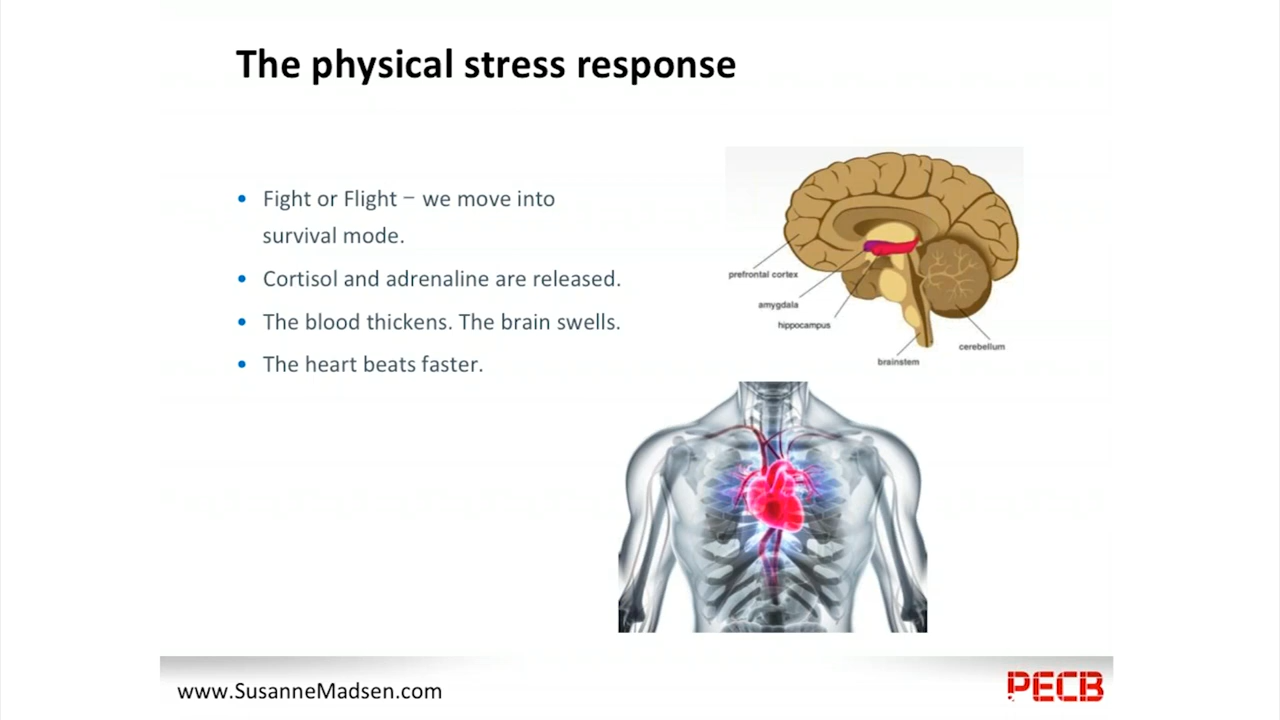 The physical stress response
• Fight or Flight – we move into
survival mode.
• Cortisol and adrenaline are released.
• The blood thickens. The brain swells.
• The heart beats faster.
prefrontal cortex
amygdala
hippocampus
brainstem
cerebellum
www.SusanneMadsen.com
PECB